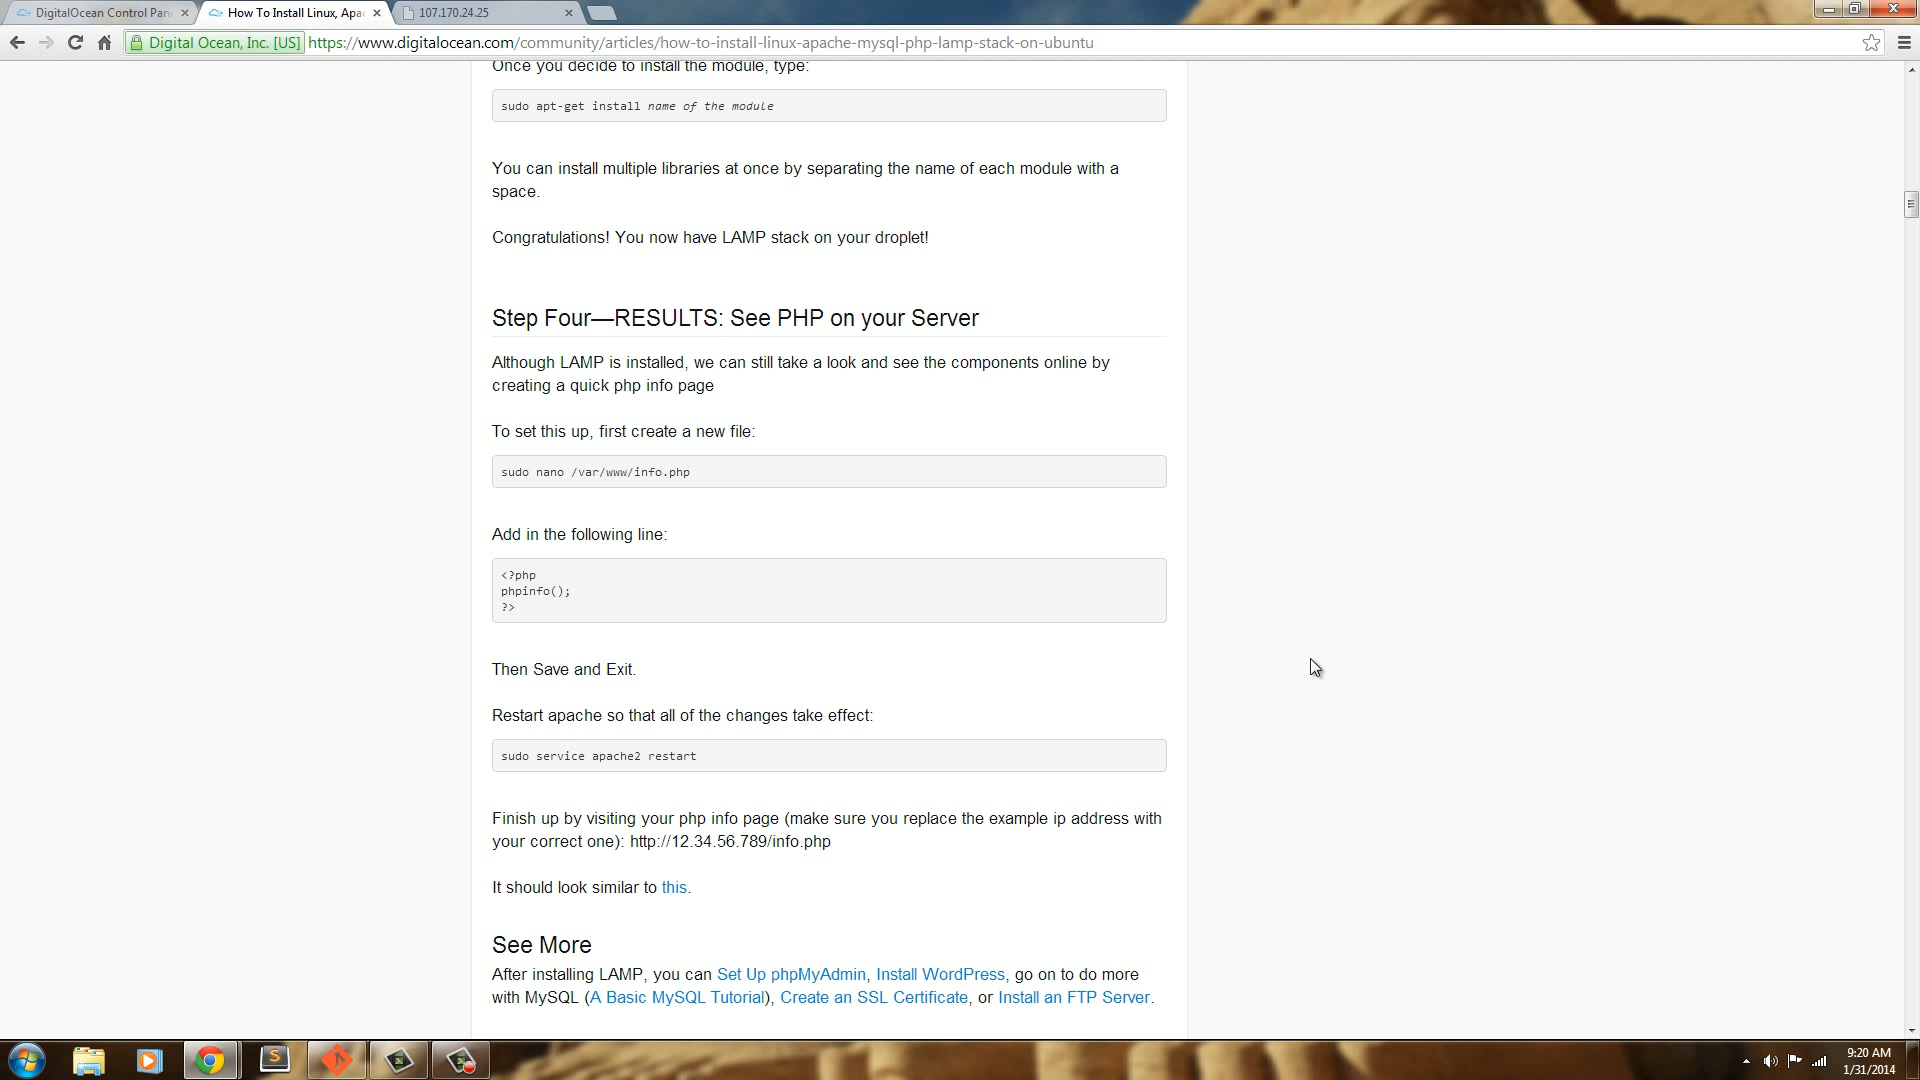 DigitalOcean Control Pan
How To Install Linux, Apac
107.170.24.25
Digital Ocean, Inc. [US]
https://www.digitalocean.com/community/articles/how-to-install-linux-apache-mysql-php-lamp-stack-on-ubuntu
Once you decide to install the module, type:
sudo apt-get install name of the module
You can install multiple libraries at once by separating the name of each module with a
space.
Congratulations! You now have LAMP stack on your droplet!
Step Four—RESULTS: See PHP on your Server
Although LAMP is installed, we can still take a look and see the components online by
creating a quick php info page
To set this up, first create a new file:
sudo nano /var/www/info.php
Add in the following line:
<?php
phpinfo();
?>
Then Save and Exit.
Restart apache so that all of the changes take effect:
sudo service apache2 restart
Finish up by visiting your php info page (make sure you replace the example ip address with
your correct one): http://12.34.56.789/info.php
It should look similar to this.
See More
After installing LAMP, you can Set Up phpMyAdmin, Install WordPress, go on to do more
with MySQL (A Basic MySQL Tutorial), Create an SSL Certificate, or Install an FTP Server.
9:20 AM
1/31/2014